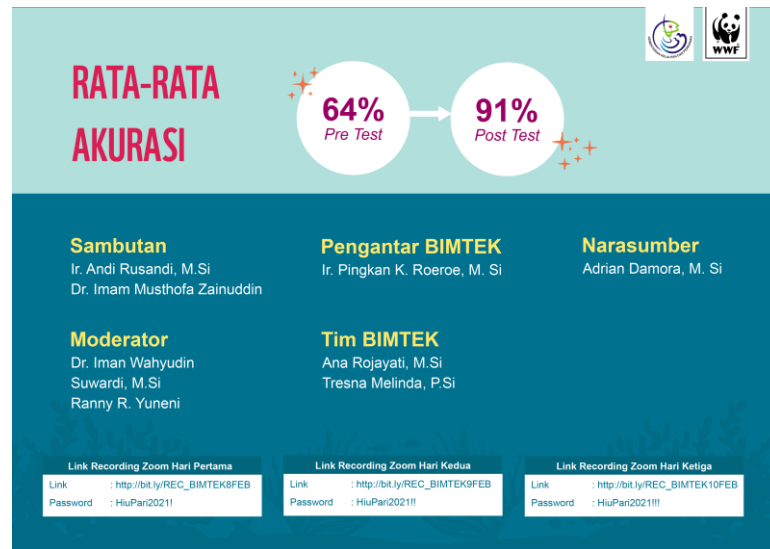 WWF
RATA-RATA
AKURASI
64%
Pre Test
91%
Post Test
Sambutan
Ir. Andi Rusandi, M.Si
Dr. Imam Musthofa Zainuddin
Pengantar BIMTEK
Ir. Pingkan K. Roeroe, M. Si
Narasumber
Adrian Damora, M. Si
Moderator
Dr. Iman Wahyudin
Suwardi, M.Si
Ranny R. Yuneni
Tim BIMTEK
Ana Rojayati, M.Si
Tresna Melinda, P.Si
Link Recording Zoom Hari Pertama
Link : http://bit.ly/REC_BIMTEK8FEB
Password : HiuPari2021!
Link Recording Zoom Hari Kedua
Link : http://bit.ly/REC_BIMTEK9FEB
Password : HiuPari2021!!
Link Recording Zoom Hari Ketiga
Link : http://bit.ly/REC_BIMTEK10FEB
Password : HiuPari2021!!!